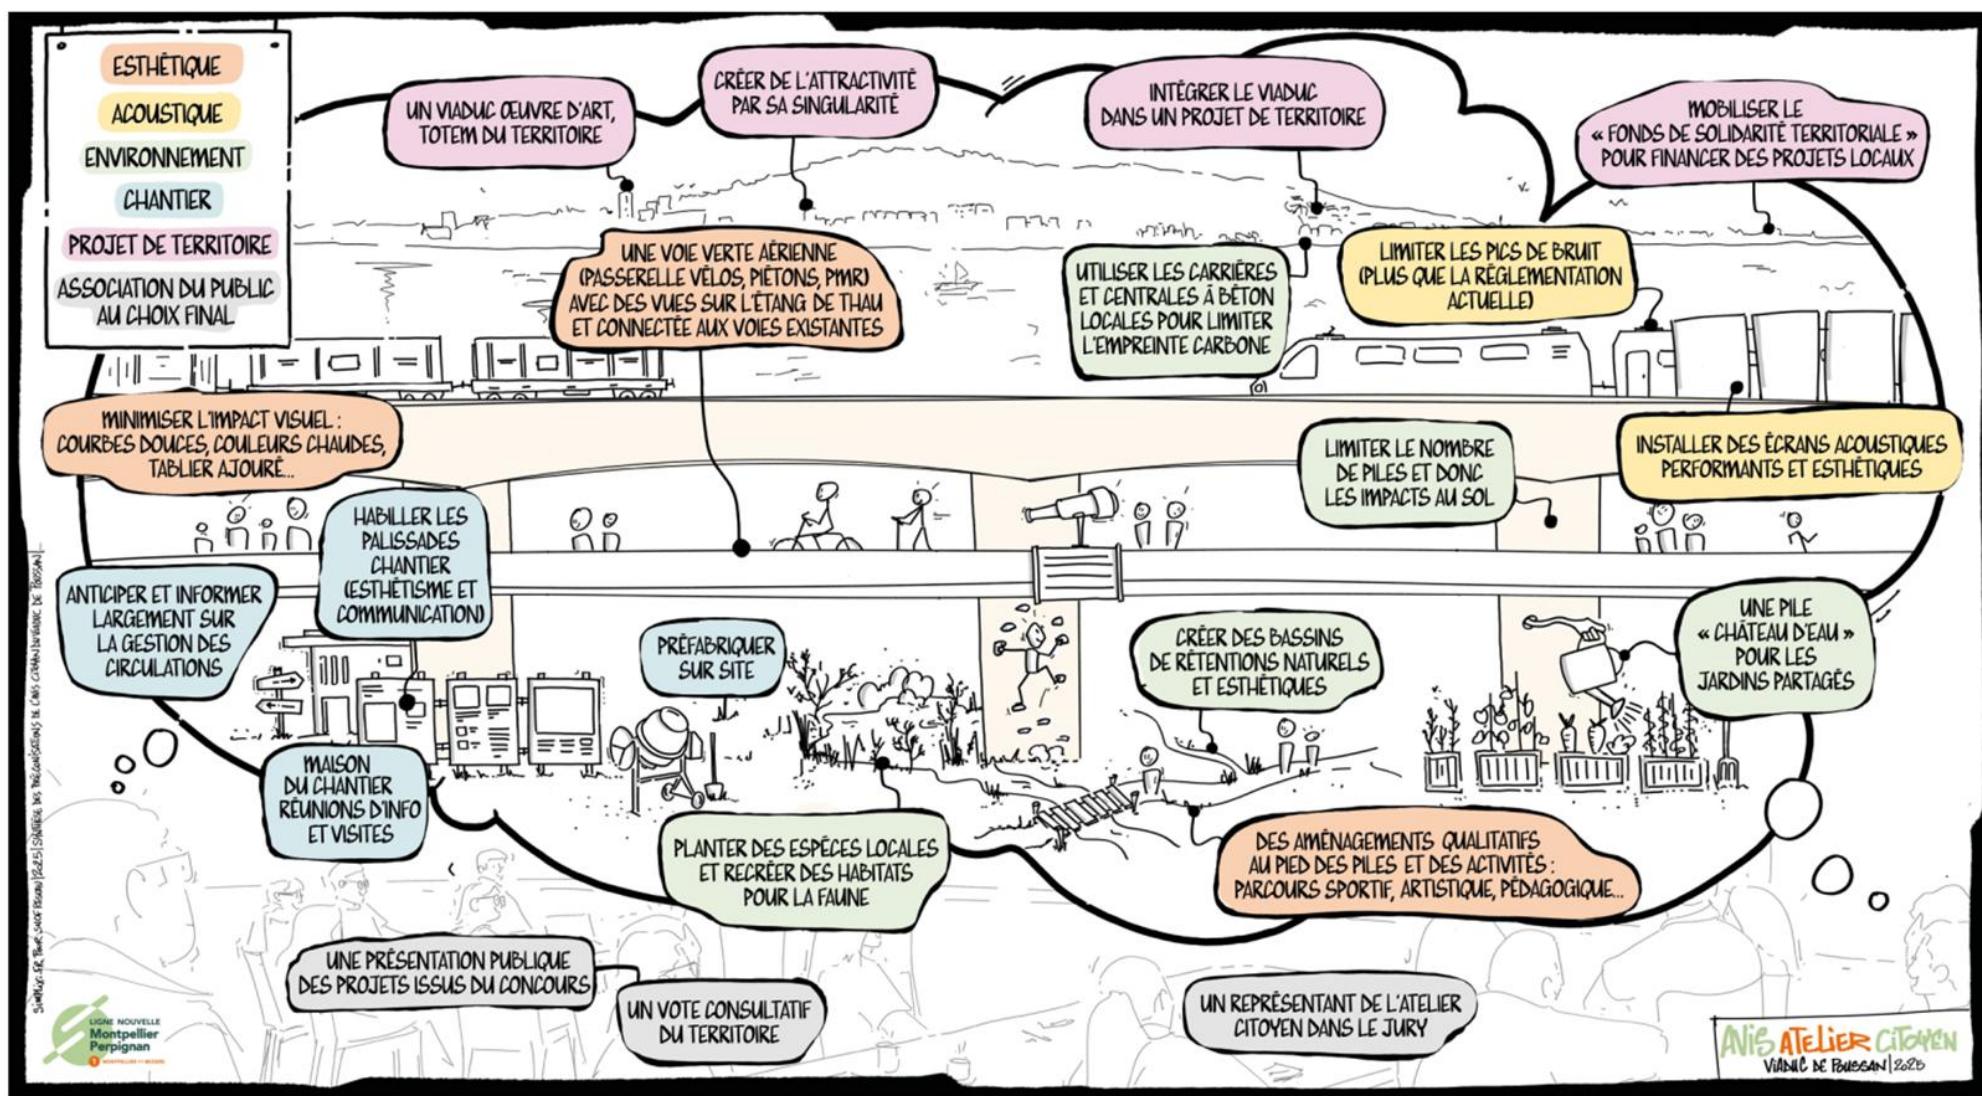 ESTHÉTIQUE
ACOUSTIQUE
ENVIRONNEMENT
CHANTIER
PROJET DE TERRITOIRE
ASSOCIATION DU PUBLIC
AU CHOIX FINAL
UN VIADUC ŒUVRE D'ART,
TOTEM DU TERRITOIRE
CRÉER DE L'ATTRACTIVITÉ
PAR SA SINGULARITÉ
INTÉGRER LE VIADUC
DANS UN PROJET DE TERRITOIRE
MOBILISER LE
« FONDS DE SOLIDARITÉ TERRITORIALE »
POUR FINANCER DES PROJETS LOCAUX
UNE VOIE VERTE AÉRIENNE
(PASSERELLE VÉLOS, PIÉTONS, PMR)
AVEC DES VUES SUR L'ÉTANG DE THAU
ET CONNECTÉE AUX VOIES EXISTANTES
UTILISER LES CARRIÈRES
ET CENTRALES À BÉTON
LOCALES POUR LIMITER
L'EMPREINTE CARBONE
LIMITER LES PICS DE BRUIT
(PLUS QUE LA RÉGLEMENTATION
ACTUELLE)
MINIMISER L'IMPACT VISUEL :
COURBES DOUCES, COULEURS CHAUDES,
TABLIER AJOURÉ...
LIMITER LE NOMBRE
DE PILES ET DONC
LES IMPACTS AU SOL
INSTALLER DES ÉCRANS ACOUSTIQUES
PERFORMANTS ET ESTHÉTIQUES
HABILLER LES
PALISSADES
CHANTIER
(ESTHÉTISME ET
COMMUNICATION)
ANTICIPER ET INFORMER
LARGEMENT SUR
LA GESTION DES
CIRCULATIONS
PRÉFABRIQUER
SUR SITE
CRÉER DES BASSINS
DE RÉTENTIONS NATURELS
ET ESTHÉTIQUES
UNE PILE
« CHÂTEAU D'EAU »
POUR LES
JARDINS PARTAGÉS
MAISON
DU CHANTIER
RÉUNIONS D'INFO
ET VISITES
PLANTER DES ESPÈCES LOCALES
ET RECRÉER DES HABITATS
POUR LA FAUNE
DES AMÉNAGEMENTS QUALITATIFS
AU PIED DES PILES ET DES ACTIVITÉS :
PARCOURS SPORTIF, ARTISTIQUE, PÉDAGOGIQUE...
UNE PRÉSENTATION PUBLIQUE
DES PROJETS ISSUS DU CONCOURS
UN VOTE CONSULTATIF
DU TERRITOIRE
UN REPRÉSENTANT DE L'ATELIER
CITOYEN DANS LE JURY
LIGNE NOUVELLE
Montpellier
Perpignan
AVIS ATELIER CITOYEN
VIADUC DE POUSSAN | 2025